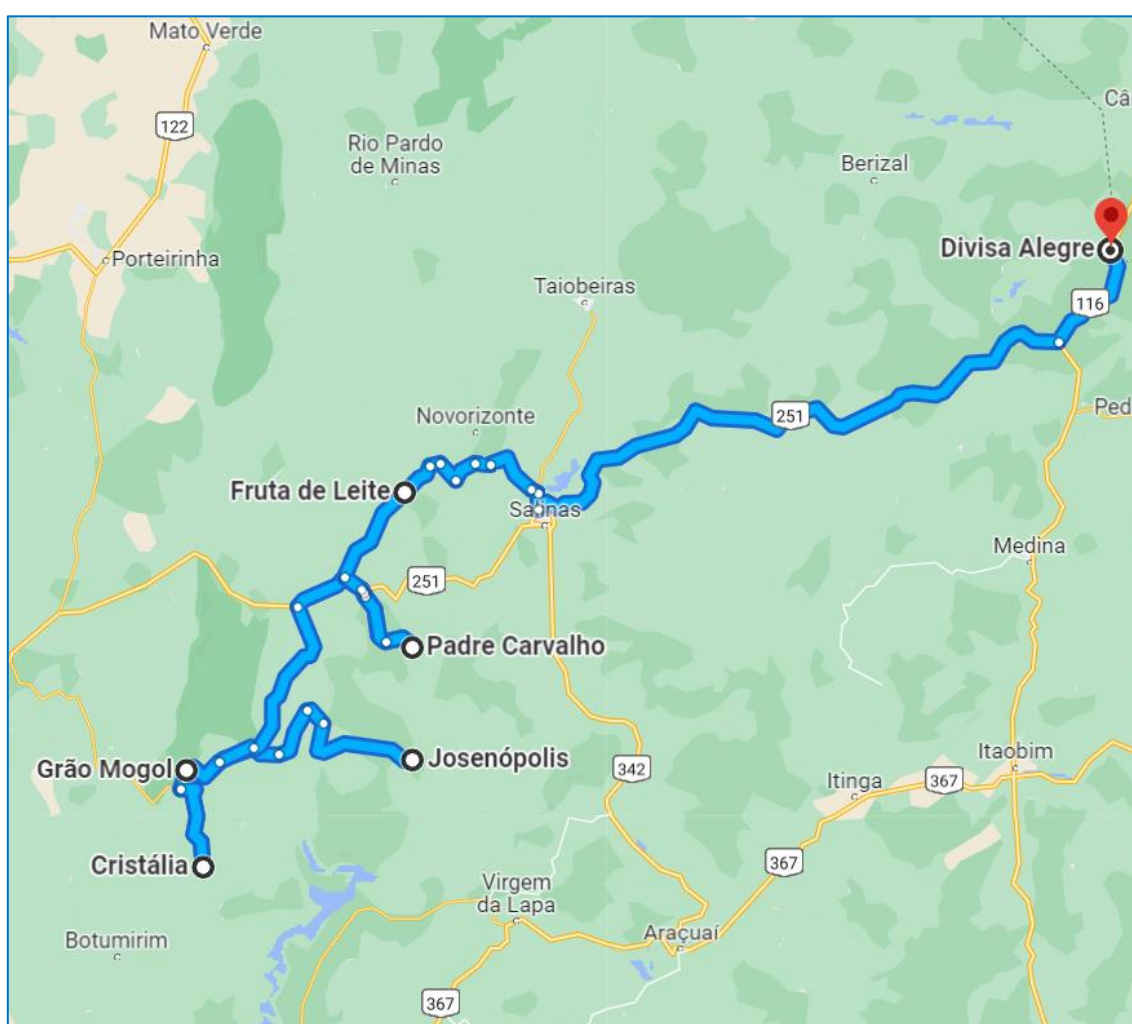 Mato Verde
Câ
122
Rio Pardo
de Minas
Berizal
Porteirinha
Divisa Alegre
Taiobeiras
116
Novorizonte
251
Ped
Fruta de Leite
Salinas
Medina
251
Padre Carvalho
Grão Mogol
Josenópolis
342
Itaobim
Itinga
367
Cristália
367
Virgem
da Lapa
Araçuaí
Botumirim
367